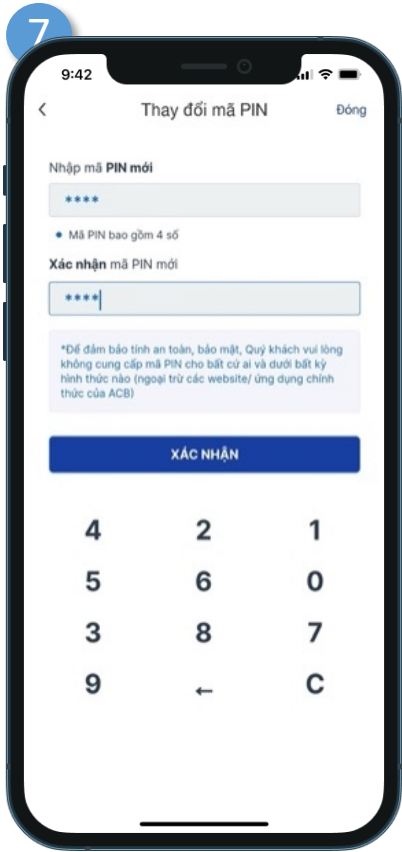 7
9:42
Thay đổi mã PIN
Đóng
Nhập mã PIN mới
****
Mã PIN bao gồm 4 số
Xác nhận mã PIN mới
****
*Để đảm bảo tính an toàn, bảo mật, Quý khách vui lòng
không cung cấp mã PIN cho bất cứ ai và dưới bất kỳ
hình thức nào (ngoại trừ các website/ ứng dụng chính
thức của ACB)
XÁC NHẬN
4 2 1
5 6 0
3 8 7
9 ← C